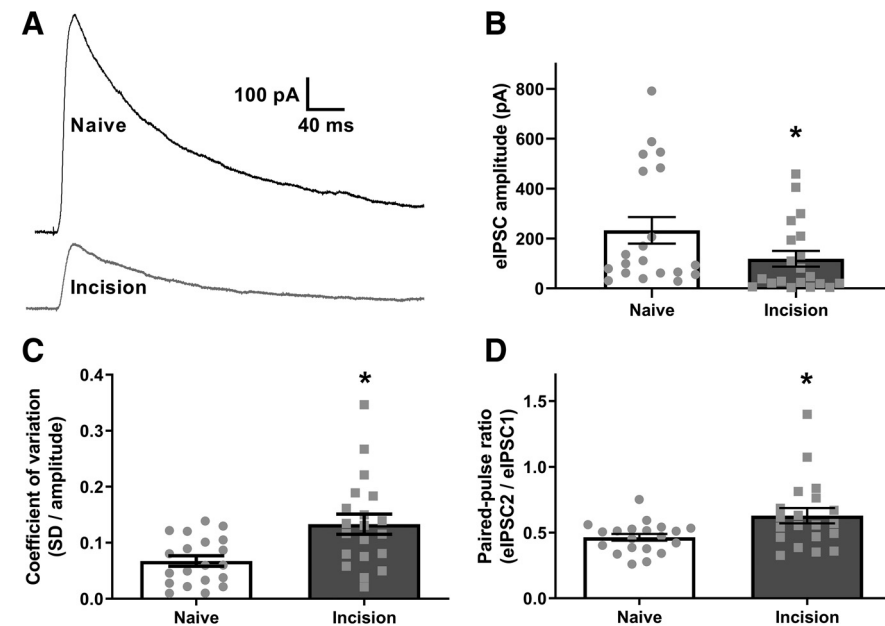 A
Naive
100 pA
40 ms
Incision
B
eIPSC amplitude (pA)
800
600
400
200
0
*
Naive
Incision
C
Coefficient of variation
(SD / amplitude)
0.4
0.3
0.2
0.1
0.0
*
Naive
Incision
D
Paired-pulse ratio
(eIPSC2 / eIPSC1)
1.5
1.0
0.5
0.0
*
Naive
Incision